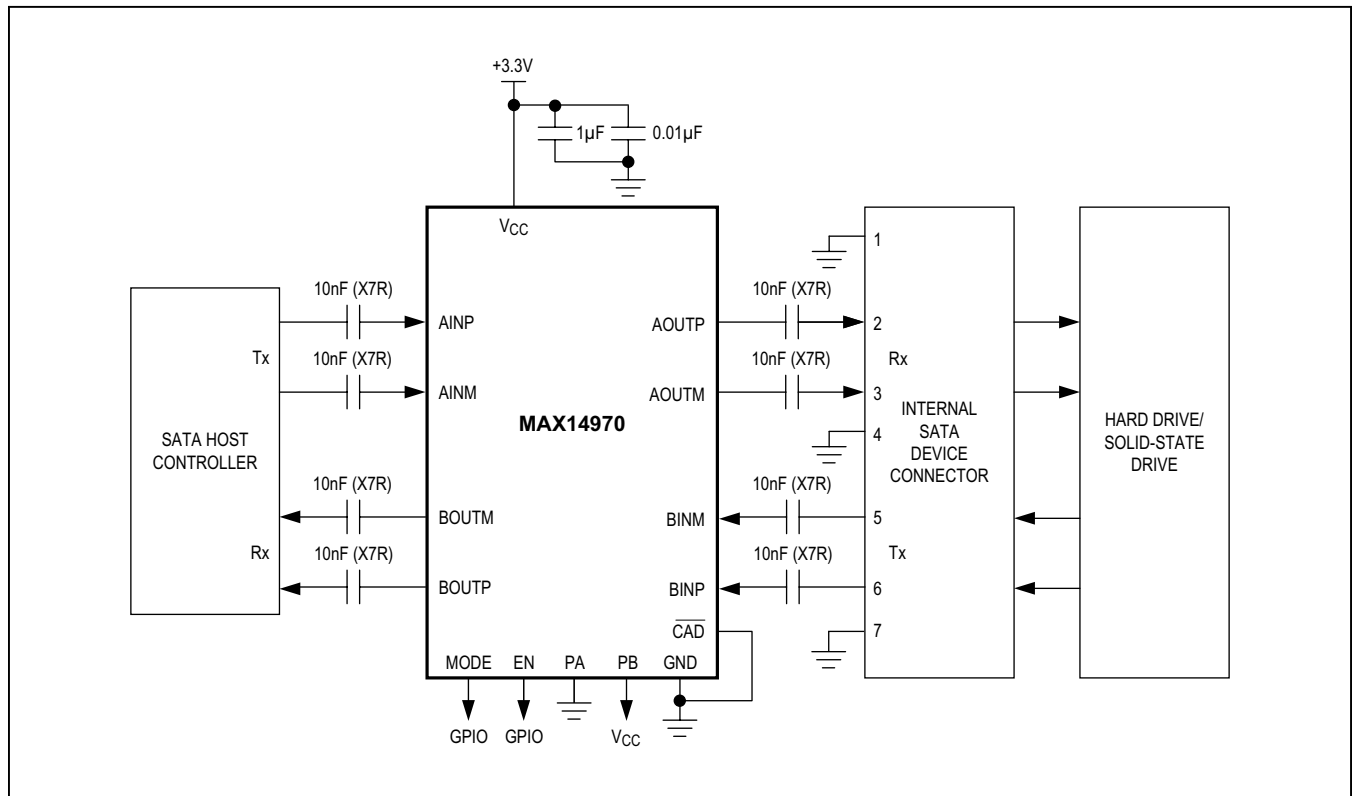 +3.3V
1µF
0.01µF
VCC
10nF (X7R)
10nF (X7R)
10nF (X7R)
10nF (X7R)
SATA HOST
CONTROLLER
Tx
Rx
AINP
AINM
BOUTM
BOUTP
MAX14970
AOUTP
AOUTM
BINM
BINP
CAD
MODE
EN
PA
PB
GND
GPIO
GPIO
VCC
10nF (X7R)
10nF (X7R)
10nF (X7R)
10nF (X7R)
1
2
Rx
3
4
5
Tx
6
7
INTERNAL
SATA
DEVICE
CONNECTOR
HARD DRIVE/
SOLID-STATE
DRIVE